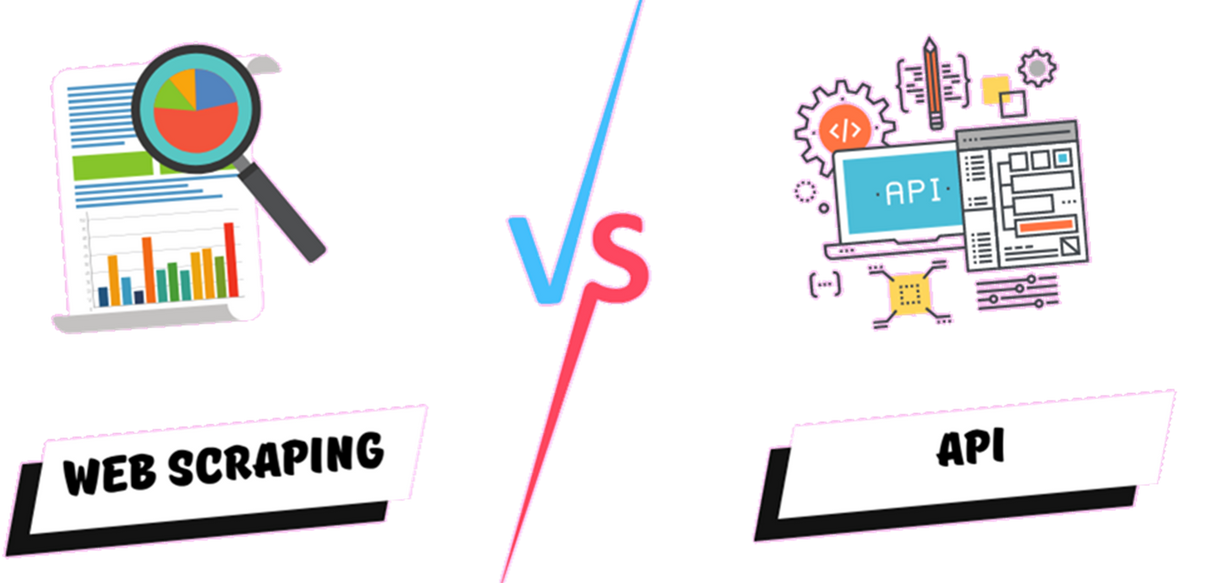 </>
API
VS
WEB SCRAPING
API